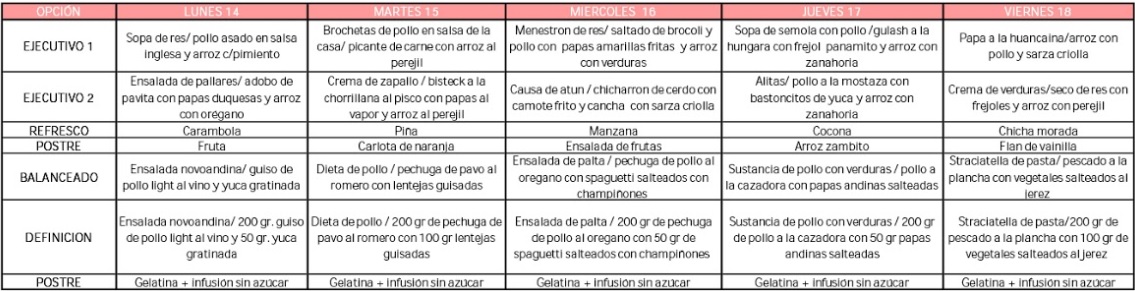 OPCIÓN LUNES 14 MARTES 15 MIERCOLES 16 JUEVES 17 VIERNES 18
EJECUTIVO 1
Sopa de res/ pollo asado en salsa
inglesa y arroz c/pimiento
Brochetas de pollo en salsa de la
casa/ picante de carne con arroz al
perejil
Menestron de res/ saltado de brocoli y
pollo con papas amarillas fritas y arroz
con verduras
Sopa de semola con pollo /gulash a la
hungara con frejol panamito y arroz con
zanahoria
Papa a la huancaina/arroz con
pollo y sarza criolla
EJECUTIVO 2
Ensalada de pallares/ adobo de
pavita con papas duquesas y arroz
con orégano
Crema de zapallo / bisteck a la
chorrillana al pisco con papas al
vapor y arroz al perejil
Causa de atun / chicharron de cerdo con
camote frito y cancha con sarza criolla
Alitas/ pollo a la mostaza con
bastoncitos de yuca y arroz con
zanahoria
Crema de verduras/seco de res con
frejoles y arroz con perejil
REFRESCO Carambola Piña Manzana Cocona Chicha morada
POSTRE Fruta Carlota de naranja Ensalada de frutas Arroz zambito Flan de vainilla
BALANCEADO
Ensalada novoandina/ guiso de
pollo light al vino y yuca gratinada
Dieta de pollo / pechuga de pavo al
romero con lentejas guisadas
Ensalada de palta / pechuga de pollo al
oregano con spaguetti salteados con
champiñones
Sustancia de pollo con verduras / pollo a
la cazadora con papas andinas salteadas
Straciatella de pasta/ pescado a la
plancha con vegetales salteados al
jerez
DEFINICION
Ensalada novoandina/ 200 gr. guiso
de pollo light al vino y 50 gr. yuca
gratinada
Dieta de pollo / 200 gr de pechuga de
pavo al romero con 100 gr lentejas
guisadas
Ensalada de palta / 200 gr de pechuga
de pollo al oregano con 50 gr de
spaguetti salteados con champiñones
Sustancia de pollo con verduras / 200 gr
de pollo a la cazadora con 50 gr papas
andinas salteadas
Straciatella de pasta/200 gr de
pescado a la plancha con 100 gr de
vegetales salteados al jerez
POSTRE Gelatina + infusión sin azúcar Gelatina + infusión sin azúcar Gelatina + infusión sin azúcar Gelatina + infusión sin azúcar Gelatina + infusión sin azúcar